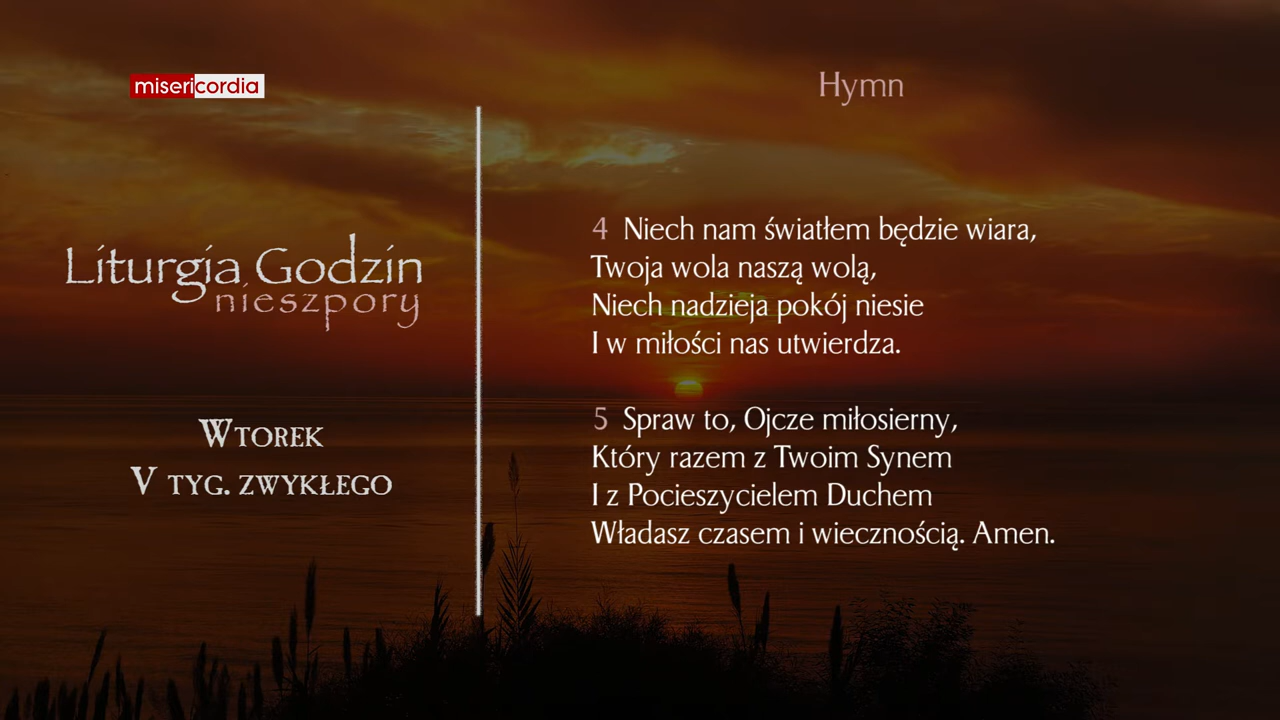 misericordia
Liturgia Godzin
nieszpory
Wtorek
V tyg. zwykłego
Hymn
4 Niech nam światłem będzie wiara,
Twoja wola naszą wolą,
Niech nadzieja pokój niesie
I w miłości nas utwierdza.
5 Spraw to, Ojcze miłosierny,
Który razem z Twoim Synem
I z Pocieszycielem Duchem
Władasz czasem i wiecznością. Amen.